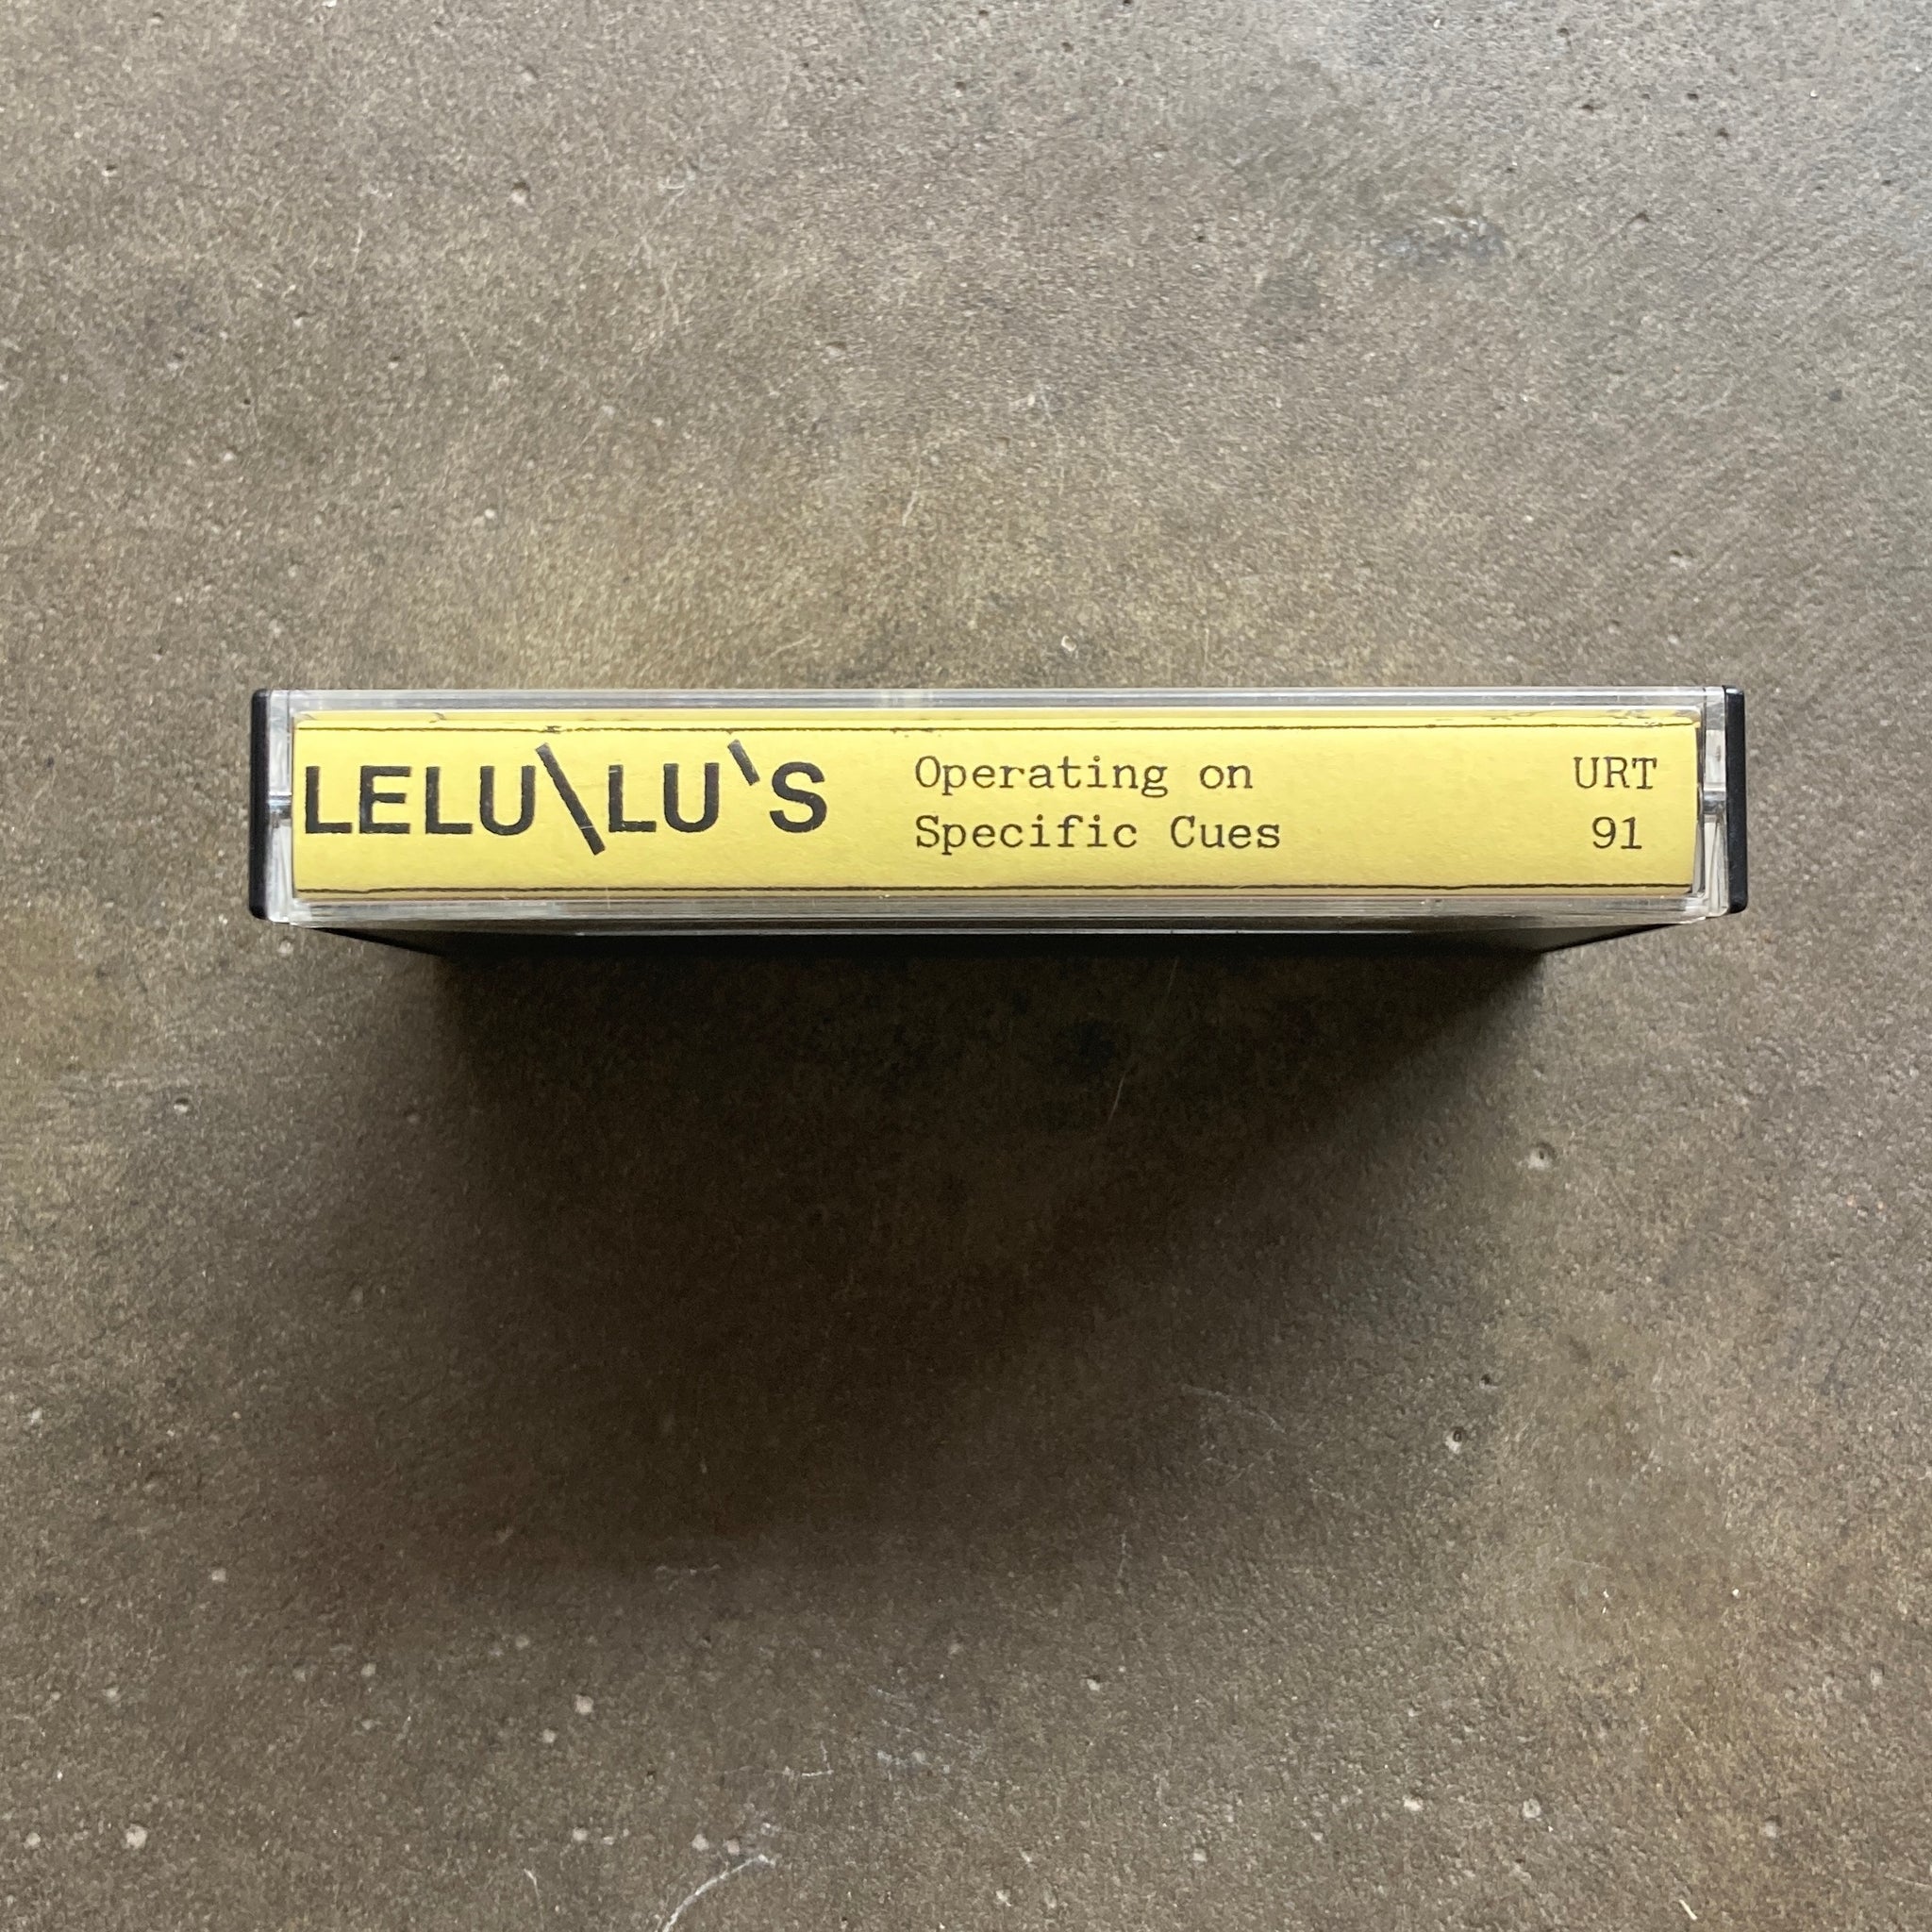 LELU\LU`S
Operating on
Specific Cues
URT
91